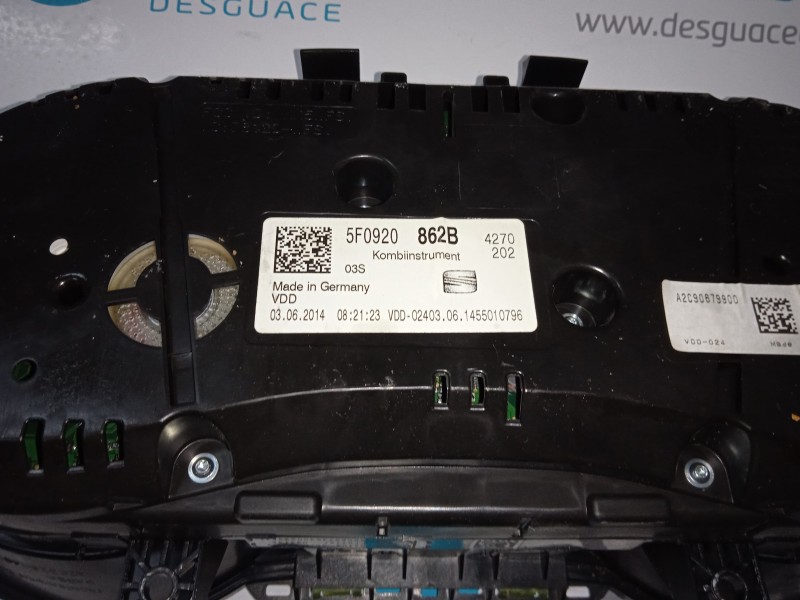 DESGUACE
www.desguace
5F0920 862B 4270
Kombiinstrument 202
03S
Made in Germany
VDD
03.06.2014 08:21:23 VDD-02403.06.1455010796
A2C90879900
VDD-024